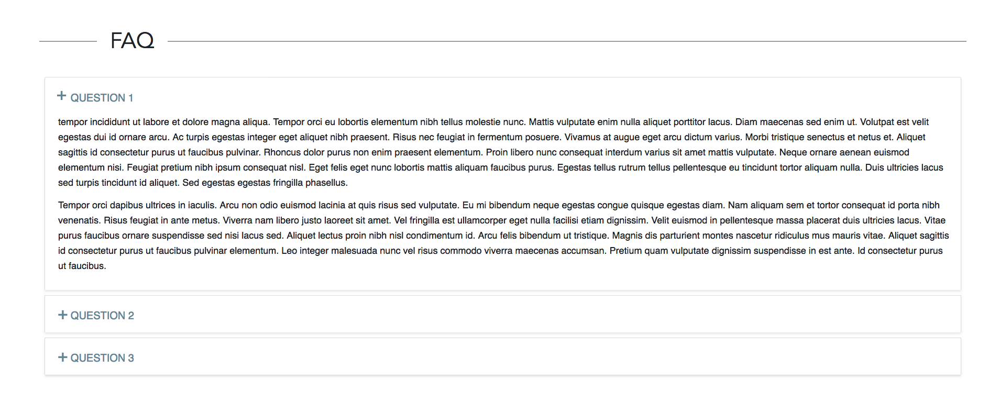 FAQ
+ QUESTION 1
tempor incididunt ut labore et dolore magna aliqua. Tempor orci eu lobortis elementum nibh tellus molestie nunc. Mattis vulputate enim nulla aliquet porttitor lacus. Diam maecenas sed enim ut. Volutpat est velit
egestas dui id ornare arcu. Ac turpis egestas integer eget aliquet nibh praesent. Risus nec feugiat in fermentum posuere. Vivamus at augue eget arcu dictum varius. Morbi tristique senectus et netus et. Aliquet
sagittis id consectetur purus ut faucibus pulvinar. Rhoncus dolor purus non enim praesent elementum. Proin libero nunc consequat interdum varius sit amet mattis vulputate. Neque ornare aenean euismod
elementum nisi. Feugiat pretium nibh ipsum consequat nisl. Eget felis eget nunc lobortis mattis aliquam faucibus purus. Egestas tellus rutrum tellus pellentesque eu tincidunt tortor aliquam nulla. Duis ultricies lacus
sed turpis tincidunt id aliquet. Sed egestas egestas fringilla phasellus.
Tempor orci dapibus ultrices in iaculis. Arcu non odio euismod lacinia at quis risus sed vulputate. Eu mi bibendum neque egestas congue quisque egestas diam. Nam aliquam sem et tortor consequat id porta nibh
venenatis. Risus feugiat in ante metus. Viverra nam libero justo laoreet sit amet. Vel fringilla est ullamcorper eget nulla facilisi etiam dignissim. Velit euismod in pellentesque massa placerat duis ultricies lacus. Vitae
purus faucibus ornare suspendisse sed nisi lacus sed. Aliquet lectus proin nibh nisl condimentum id. Arcu felis bibendum ut tristique. Magnis dis parturient montes nascetur ridiculus mus mauris vitae. Aliquet sagittis
id consectetur purus ut faucibus pulvinar elementum. Leo integer malesuada nunc vel risus commodo viverra maecenas accumsan. Pretium quam vulputate dignissim suspendisse in est ante. Id consectetur purus
ut faucibus.
+ QUESTION 2
+ QUESTION 3